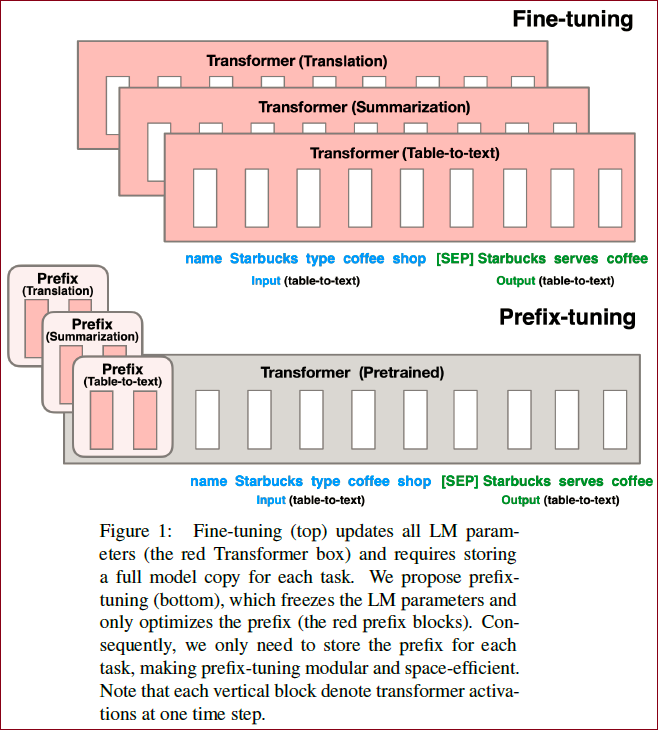 Fine-tuning
Transformer (Translation)
Transformer (Summarization)
Transformer (Table-to-text)
name Starbucks type coffee shop [SEP] Starbucks serves coffee
Input (table-to-text) Output (table-to-text)
Prefix-tuning
Prefix
(Translation)
Prefix
(Summarization)
Prefix
(Table-to-text)
Transformer (Pretrained)
name Starbucks type coffee shop [SEP] Starbucks serves coffee
Input (table-to-text) Output (table-to-text)
Figure 1: Fine-tuning (top) updates all LM param-
eters (the red Transformer box) and requires storing
a full model copy for each task. We propose prefix-
tuning (bottom), which freezes the LM parameters and
only optimizes the prefix (the red prefix blocks). Con-
sequently, we only need to store the prefix for each
task, making prefix-tuning modular and space-efficient.
Note that each vertical block denote transformer activa-
tions at one time step.